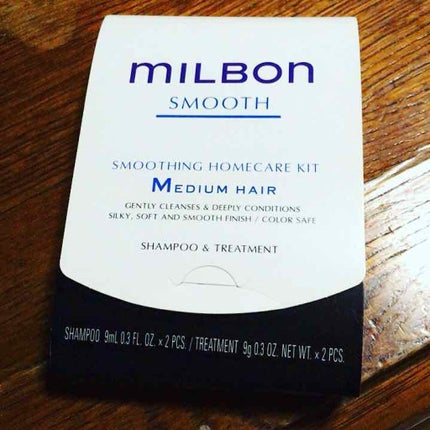 MILBON
SMOOTH
SMOOTHING HOMECARE KIT
MEDIUM HAIR
GENTLY CLEANSES & DEEPLY CONDITIONS
SILKY, SOFT AND SMOOTH FINISH / COLOR SAFE
SHAMPOO & TREATMENT
SHAMPOO 9mL 0.3 FL. OZ. × 2 PCS. / TREATMENT 9g 0.3 OZ. NET WT. × 2 PCS.